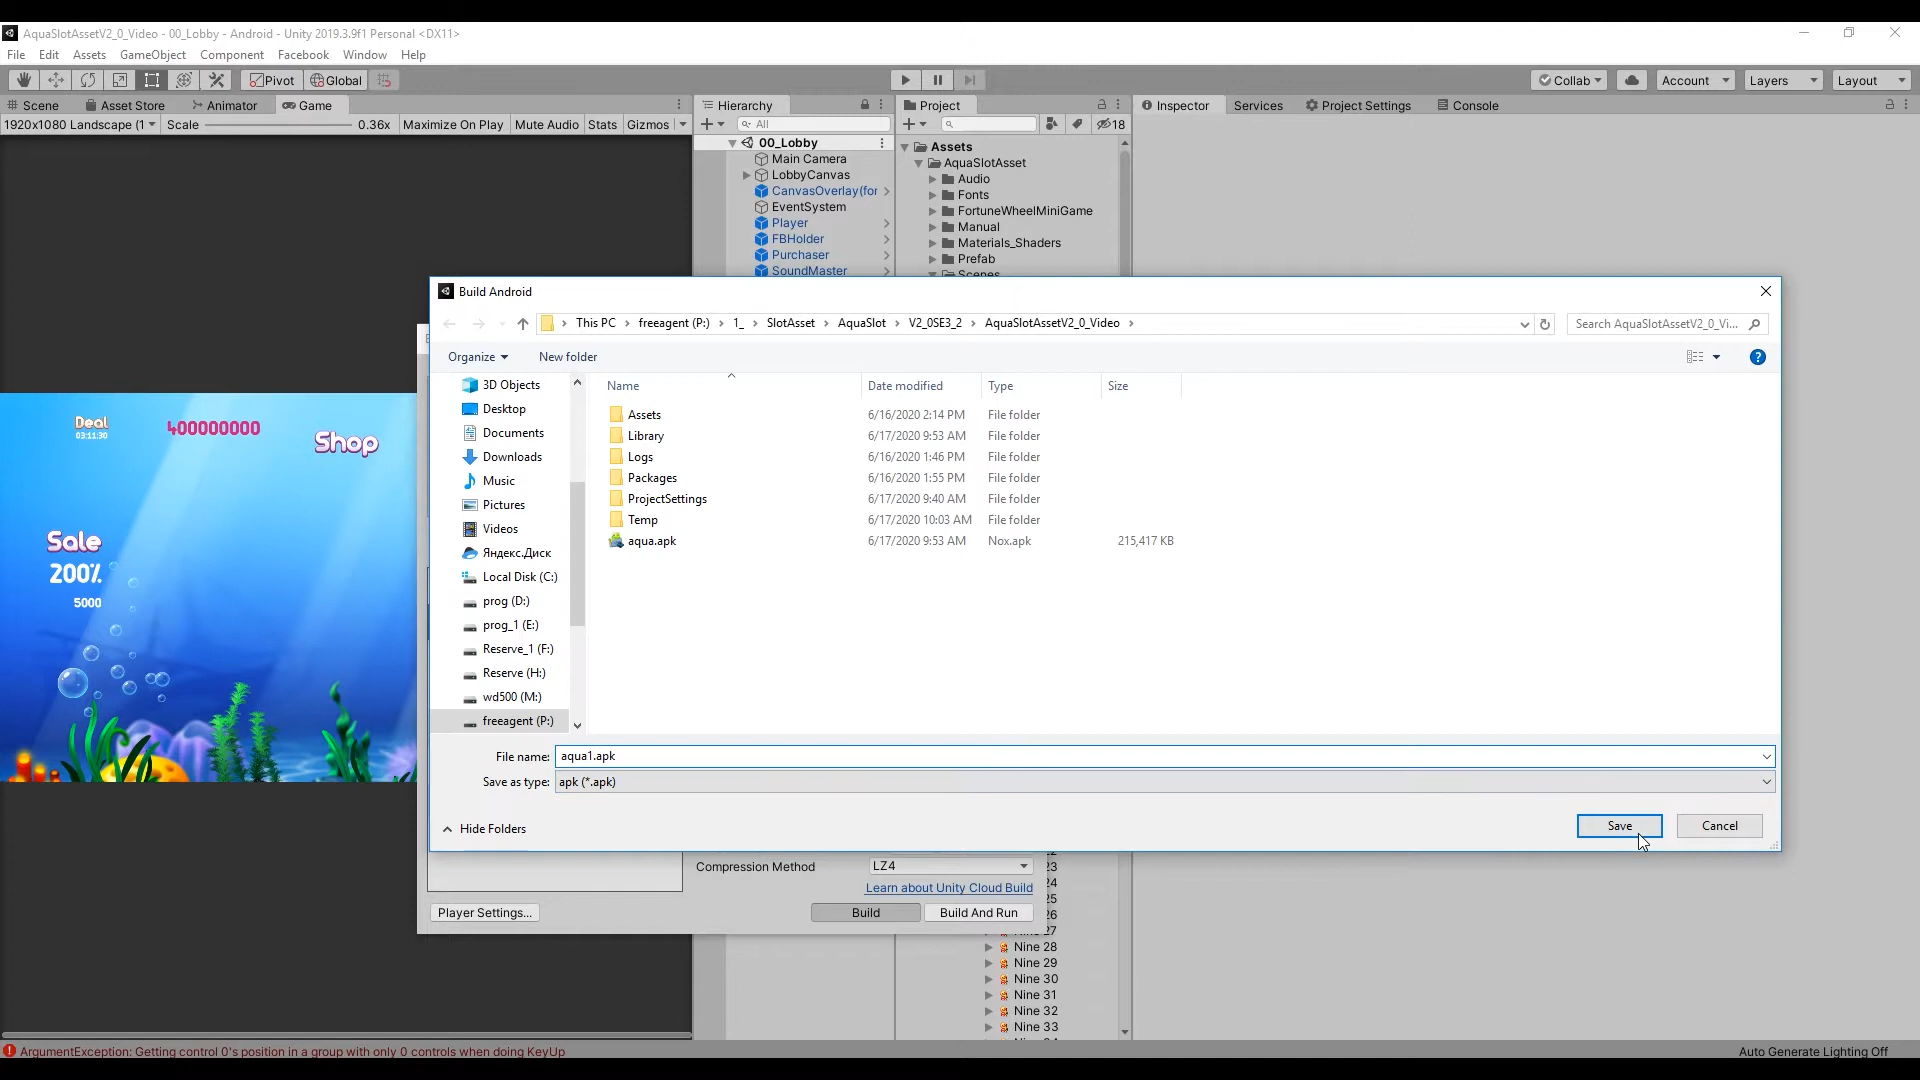 AquaSlotAssetV2_0_Video - 00_Lobby - Android - Unity 2019.3.9f1 Personal <DX11>
File Edit Assets GameObject Component Facebook Window Help
Pivot Global Collab Account Layers Layout
Scene Asset Store Animator Game Hierarchy Project Inspector Services Project Settings Console
1920x1080 Landscape (1 Scale 0.36x Maximize On Play Mute Audio Stats Gizmos All 18
00_Lobby
Main Camera
LobbyCanvas
CanvasOverlay(for
EventSystem
Player
FBHolder
Purchaser
SoundMaster
Assets
AquaSlotAsset
Audio
Fonts
FortuneWheelMiniGame
Manual
Materials_Shaders
Prefab
Scenes
Build Android
This PC freeagent (P:) 1_ SlotAsset AquaSlot V2_0SE3_2 AquaSlotAssetV2_0_Video Search AquaSlotAssetV2_0_Vi...
Organize New folder
3D Objects
Desktop
Documents
Downloads
Music
Pictures
Videos
Яндекс.Диск
Local Disk (C:)
prog (D:)
prog_1 (E:)
Reserve_1 (F:)
Reserve (H:)
wd500 (M:)
freeagent (P:)
Name Date modified Type Size
Assets 6/16/2020 2:14 PM File folder
Library 6/17/2020 9:53 AM File folder
Logs 6/16/2020 1:46 PM File folder
Packages 6/16/2020 1:55 PM File folder
ProjectSettings 6/17/2020 9:40 AM File folder
Temp 6/17/2020 10:03 AM File folder
aqua.apk 6/17/2020 9:53 AM Nox.apk 215,417 KB
File name: aqua1.apk
Save as type: apk (*.apk)
Hide Folders Save Cancel
Deal
03:11:30
400000000
Shop
Sale
200%
5000
Compression Method LZ4
Learn about Unity Cloud Build
Player Settings... Build Build And Run
23
24
25
26
Nine 28
Nine 29
Nine 30
Nine 31
Nine 32
Nine 33
ArgumentException: Getting control 0's position in a group with only 0 controls when doing KeyUp
Auto Generate Lighting Off